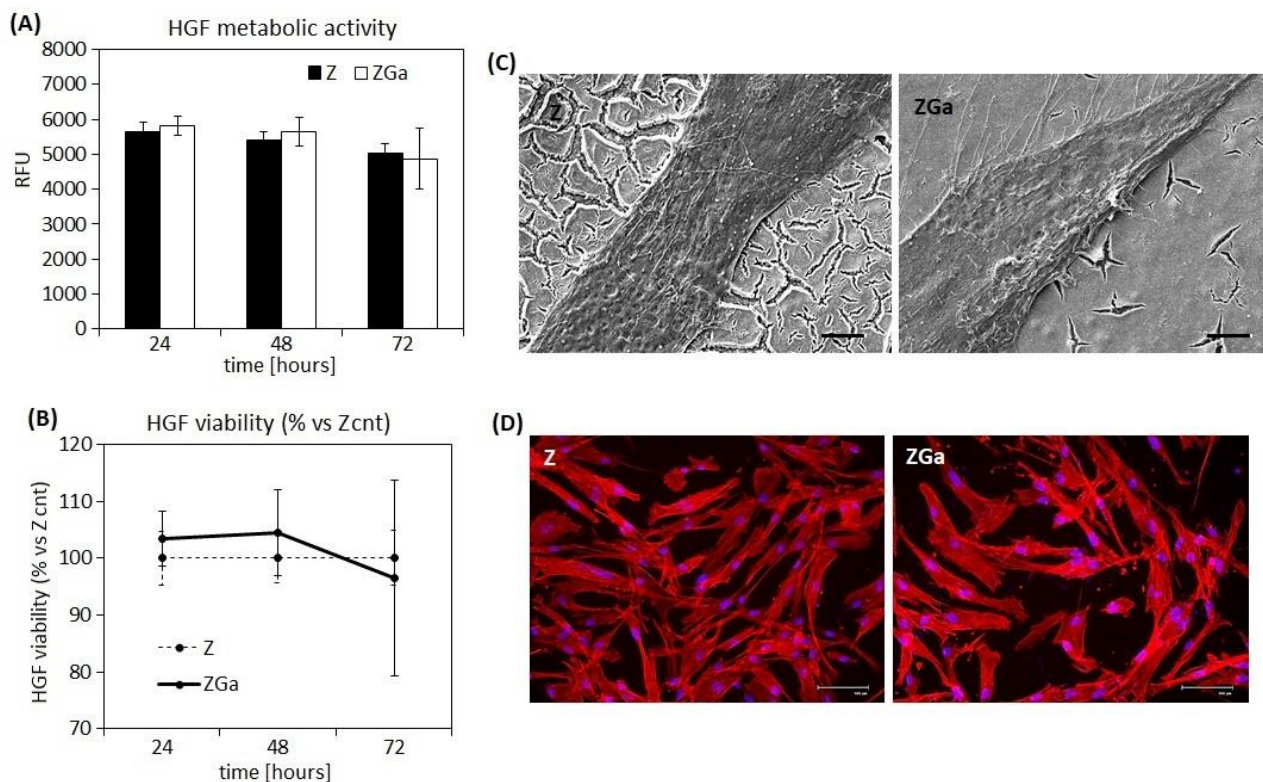 (A)
HGF metabolic activity
8000
7000
6000
5000
4000
3000
2000
1000
0
RFU
Z ZGa
24 48 72
time [hours]
(B)
HGF viability (% vs Zcnt)
120
110
100
90
80
70
HGF viability (% vs Z cnt)
Z
ZGa
24 48 72
time [hours]
(C)
Z
ZGa
(D)
Z
ZGa